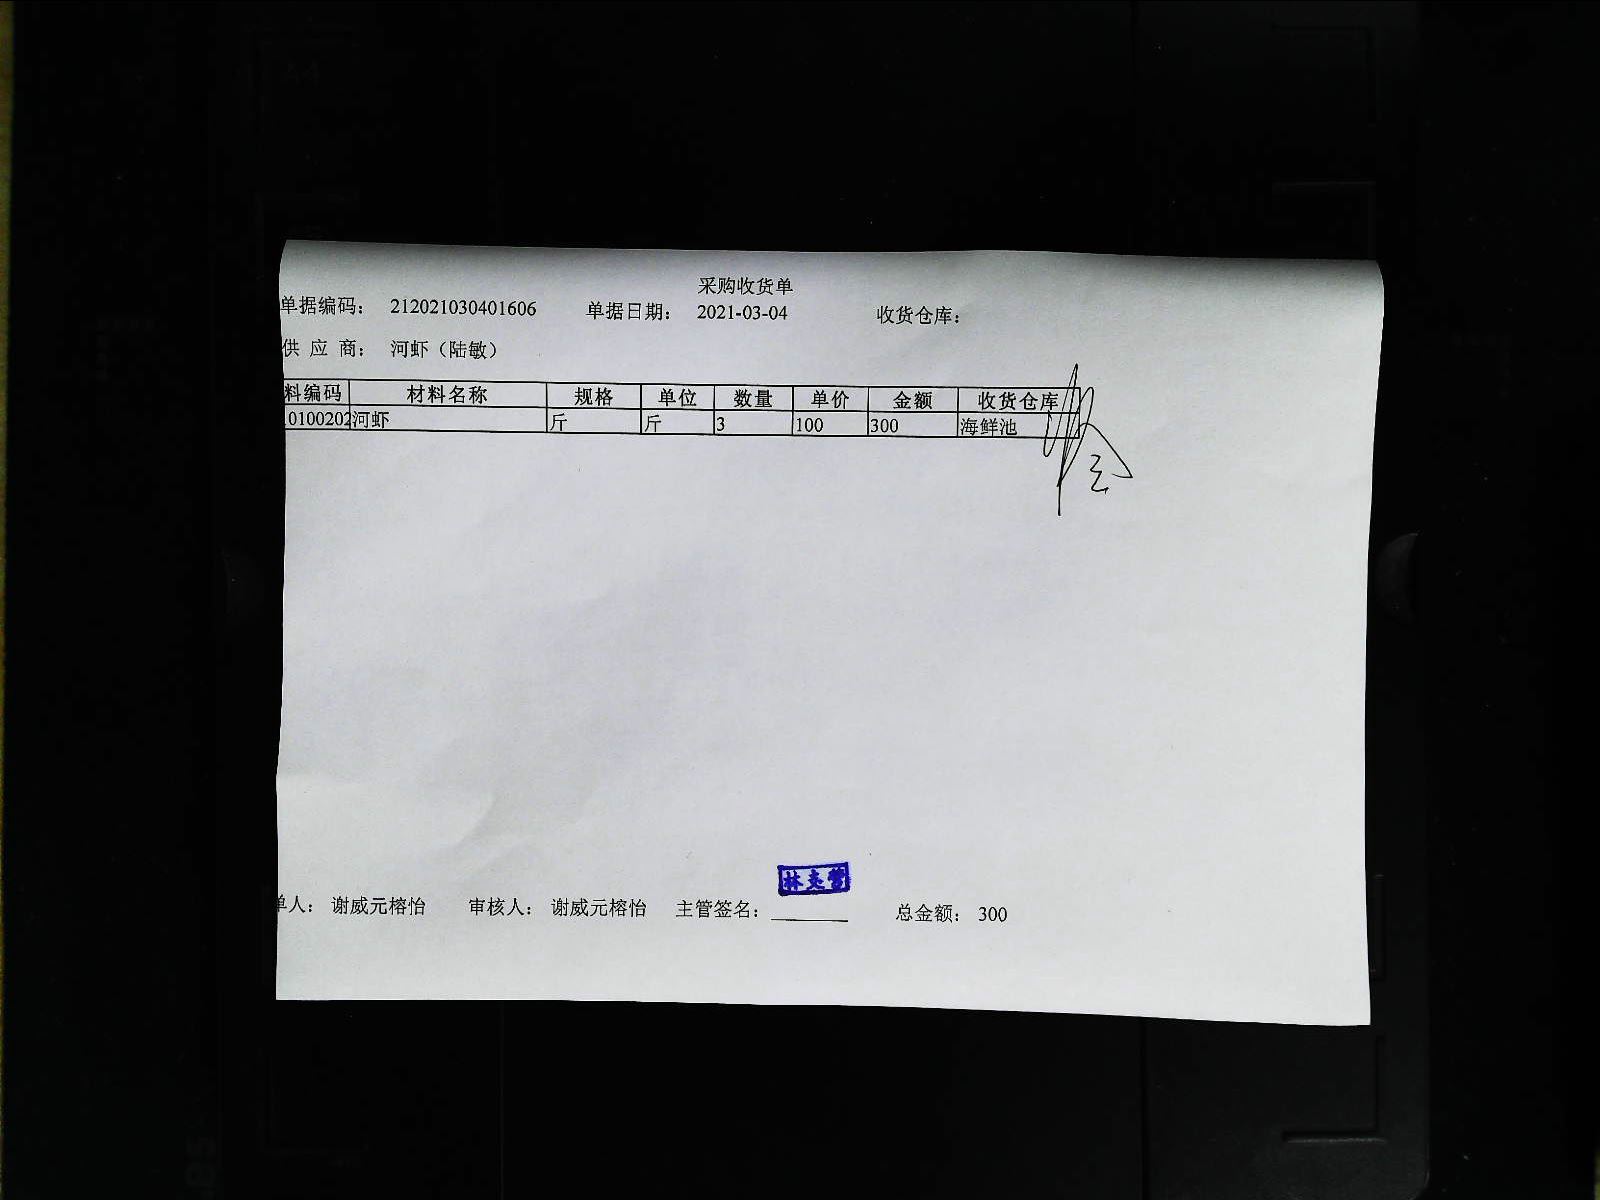 采购收货单
单据编码： 212021030401606 单据日期： 2021-03-04 收货仓库：
供 应 商： 河虾（陆敏）
料编码 材料名称 规格 单位 数量 单价 金额 收货仓库
0100202 河虾 斤 斤 3 100 300 海鲜池
单人： 谢威元榕怡 审核人： 谢威元榕怡 主管签名： 总金额： 300